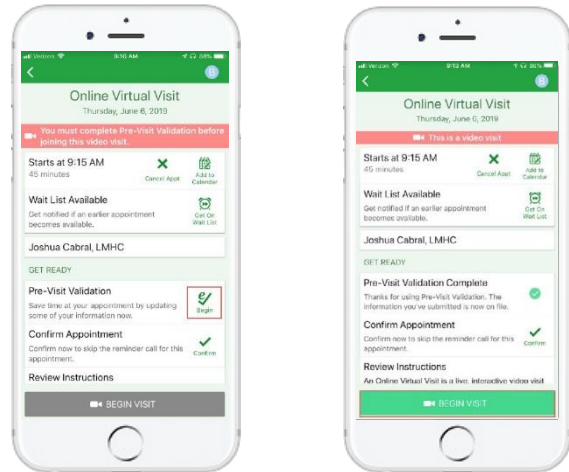 Verizon
9:10 AM
88%
B
Online Virtual Visit
Thursday, June 6, 2019
You must complete Pre-Visit Validation before
joining this video visit.
Starts at 9:15 AM
45 minutes
Cancel Appt
Add to
Calendar
Wait List Available
Get notified if an earlier appointment
becomes available.
Get On
Wait List
Joshua Cabral, LMHC
GET READY
Pre-Visit Validation
Save time at your appointment by updating
some of your information now.
Begin
Confirm Appointment
Confirm now to skip the reminder call for this
appointment.
Confirm
Review Instructions
BEGIN VISIT
Verizon
9:12 AM
B
Online Virtual Visit
Thursday, June 6, 2019
This is a video visit
Starts at 9:15 AM
45 minutes
Cancel Appt
Add to
Calendar
Wait List Available
Get notified if an earlier appointment
becomes available.
Get On
Wait List
Joshua Cabral, LMHC
GET READY
Pre-Visit Validation Complete
Thanks for using Pre-Visit Validation. The
information you've submitted is now on file.
Confirm Appointment
Confirm now to skip the reminder call for this
appointment.
Confirm
Review Instructions
An Online Virtual Visit is a live, interactive video visit
BEGIN VISIT